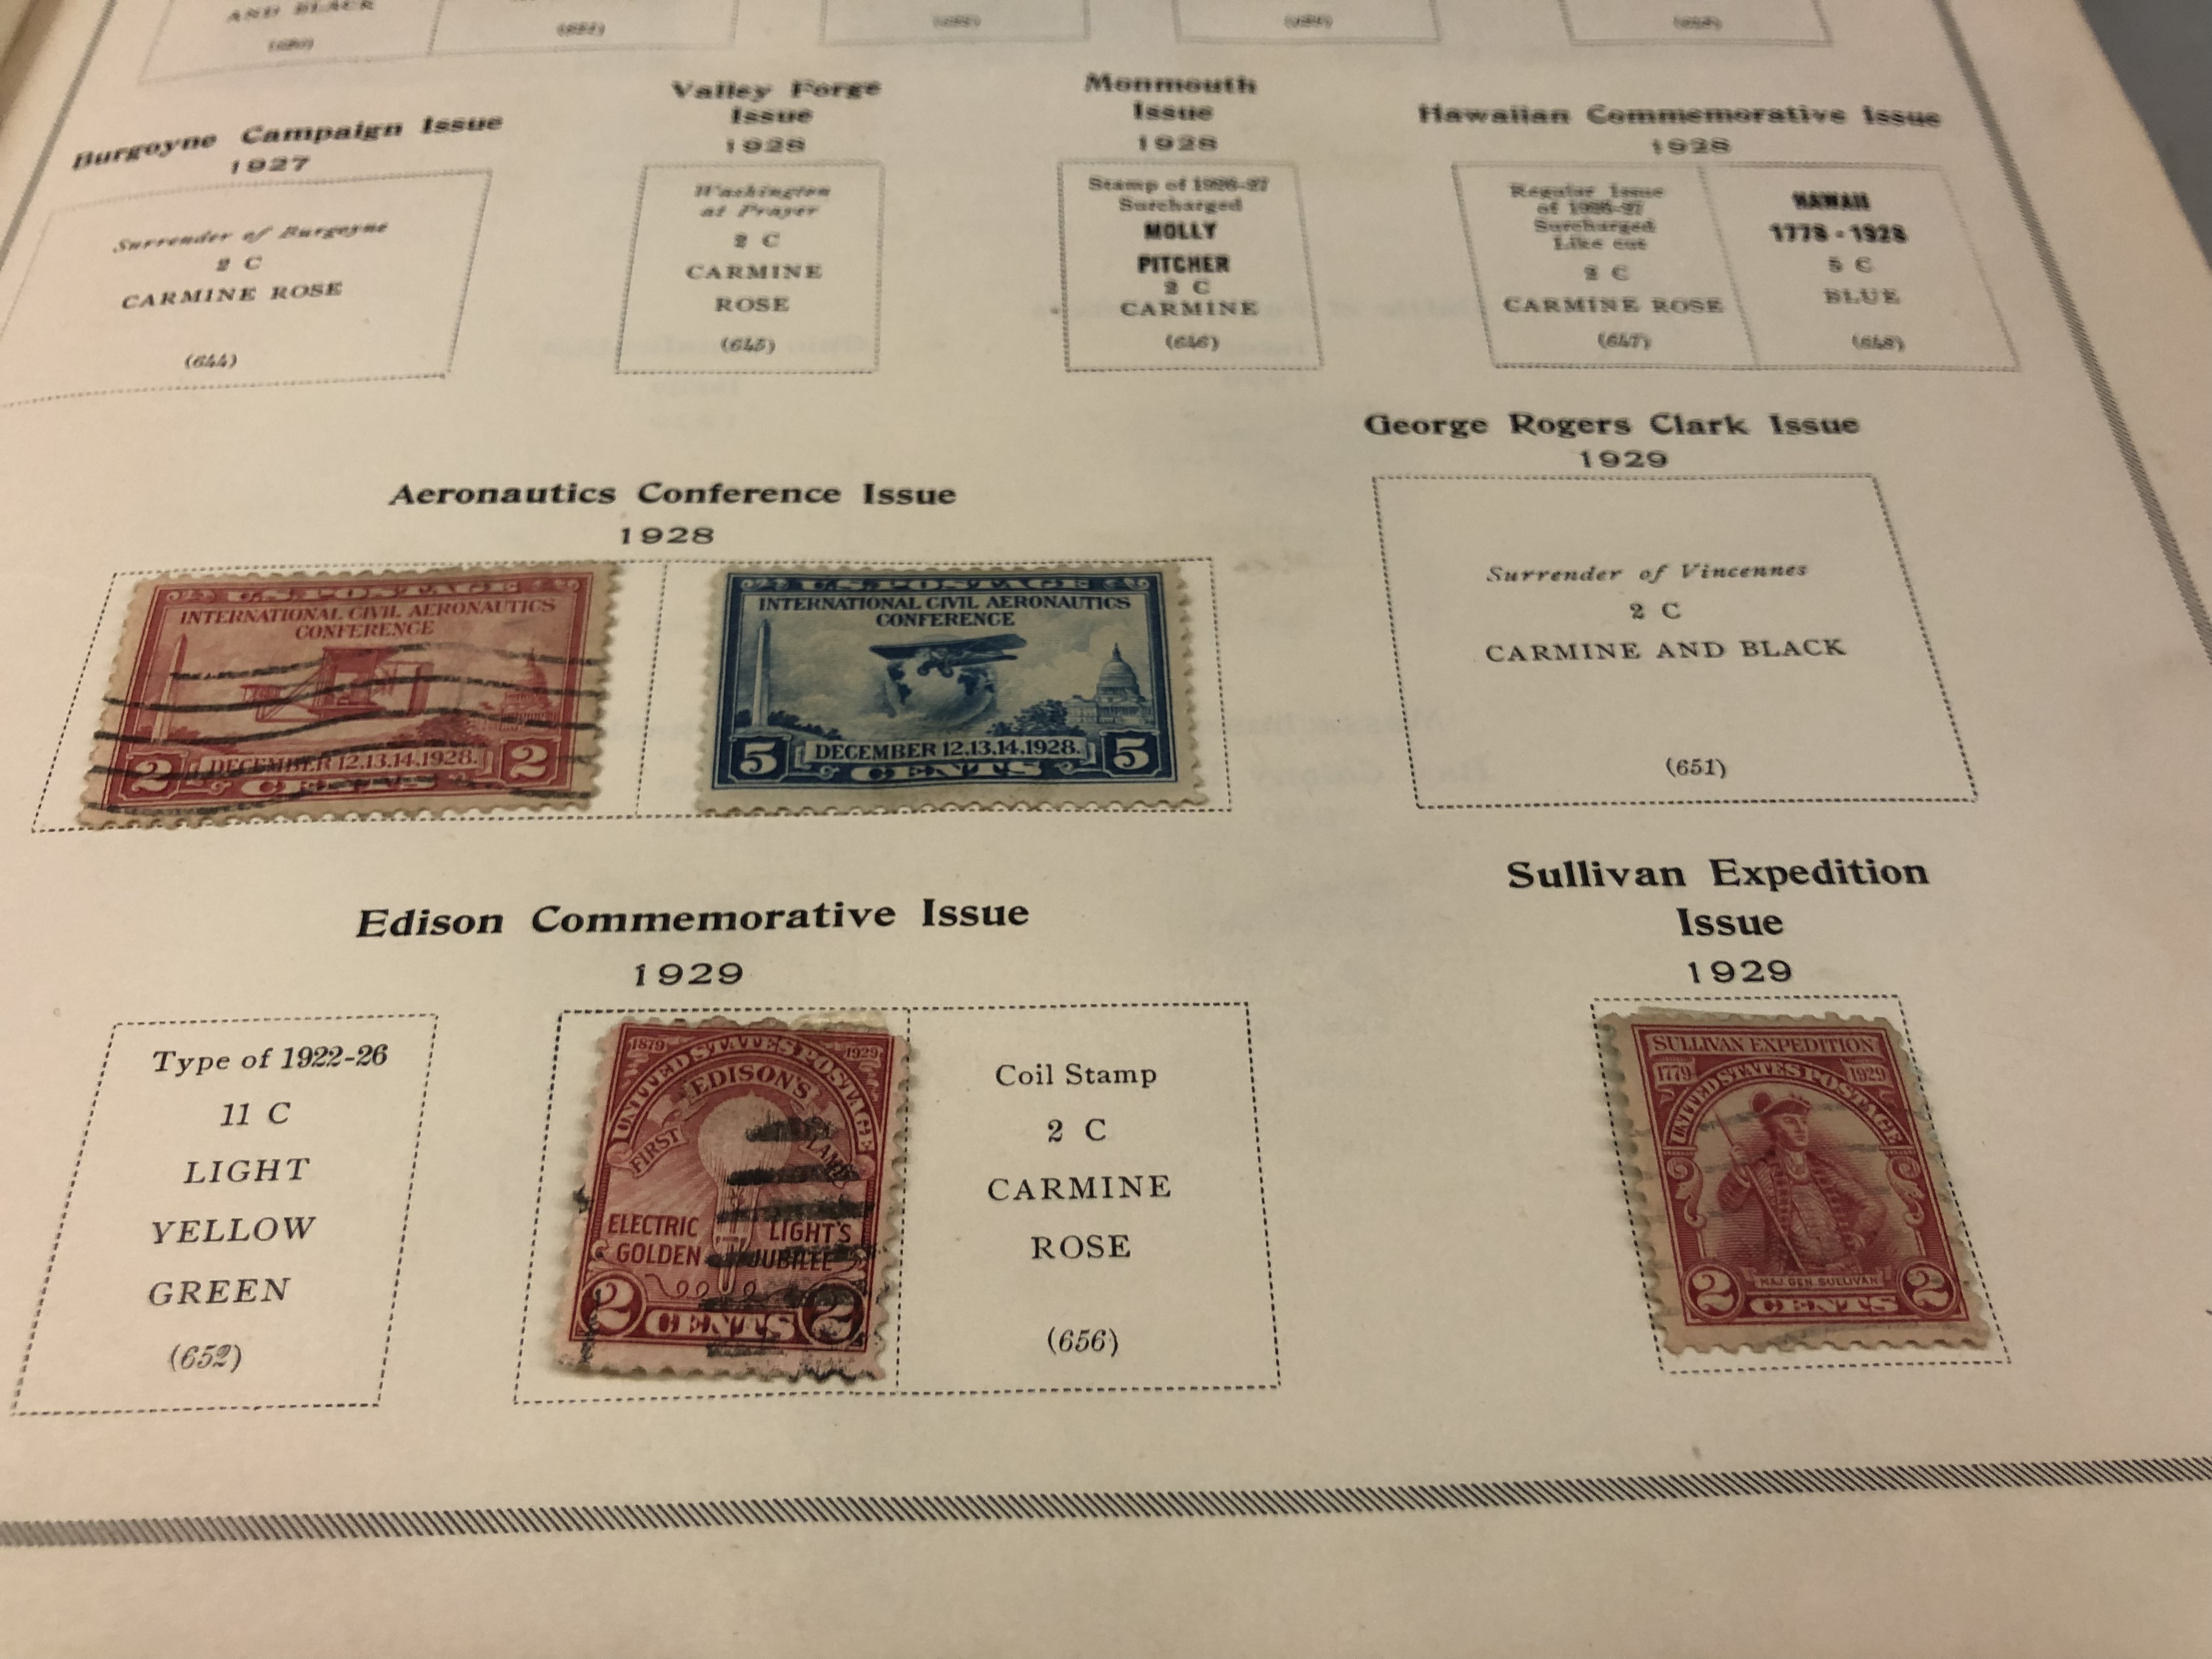 AND BLACK
Burgoyne Campaign Issue
1927
Surrender of Burgoyne
2 C
CARMINE ROSE
(644)
Valley Forge
Issue
1928
Washington
at Prayer
2 C
CARMINE
ROSE
(645)
Monmouth
Issue
1928
Stamp of 1926-27
Surcharged
MOLLY
PITCHER
2 C
CARMINE
(646)
Hawaiian Commemorative Issue
1928
Regular Issue
of 1926-27
Surcharged
Like cut
2 C
CARMINE ROSE
(647)
HAWAII
1778 - 1928
5 C
BLUE
(648)
Aeronautics Conference Issue
1928
U.S. POSTAGE
INTERNATIONAL CIVIL AERONAUTICS
CONFERENCE
2 DECEMBER 12,13,14,1928. 2
CENTS
U.S. POSTAGE
INTERNATIONAL CIVIL AERONAUTICS
CONFERENCE
5 DECEMBER 12,13,14,1928. 5
CENTS
George Rogers Clark Issue
1929
Surrender of Vincennes
2 C
CARMINE AND BLACK
(651)
Edison Commemorative Issue
1929
Type of 1922-26
11 C
LIGHT
YELLOW
GREEN
(652)
1879 1929
UNITED STATES POSTAGE
EDISON'S
FIRST LAMP
ELECTRIC LIGHT'S
GOLDEN JUBILEE
2 CENTS 2
Coil Stamp
2 C
CARMINE
ROSE
(656)
Sullivan Expedition
Issue
1929
SULLIVAN EXPEDITION
1779 1929
UNITED STATES POSTAGE
MAJ. GEN. SULLIVAN
2 CENTS 2